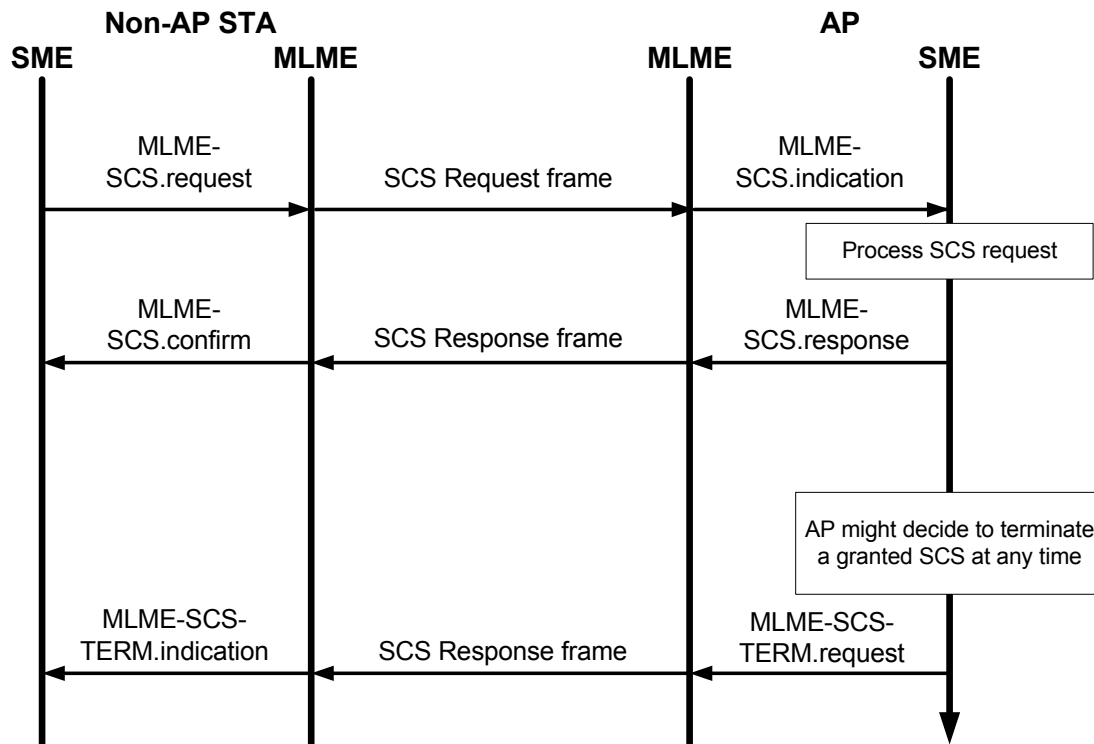 Non-AP STA
AP
SME
MLME
MLME
SME
MLME-
SCS.request
SCS Request frame
MLME-
SCS.indication
Process SCS request
MLME-
SCS.confirm
SCS Response frame
MLME-
SCS.response
AP might decide to terminate
a granted SCS at any time
MLME-SCS-
TERM.indication
SCS Response frame
MLME-SCS-
TERM.request